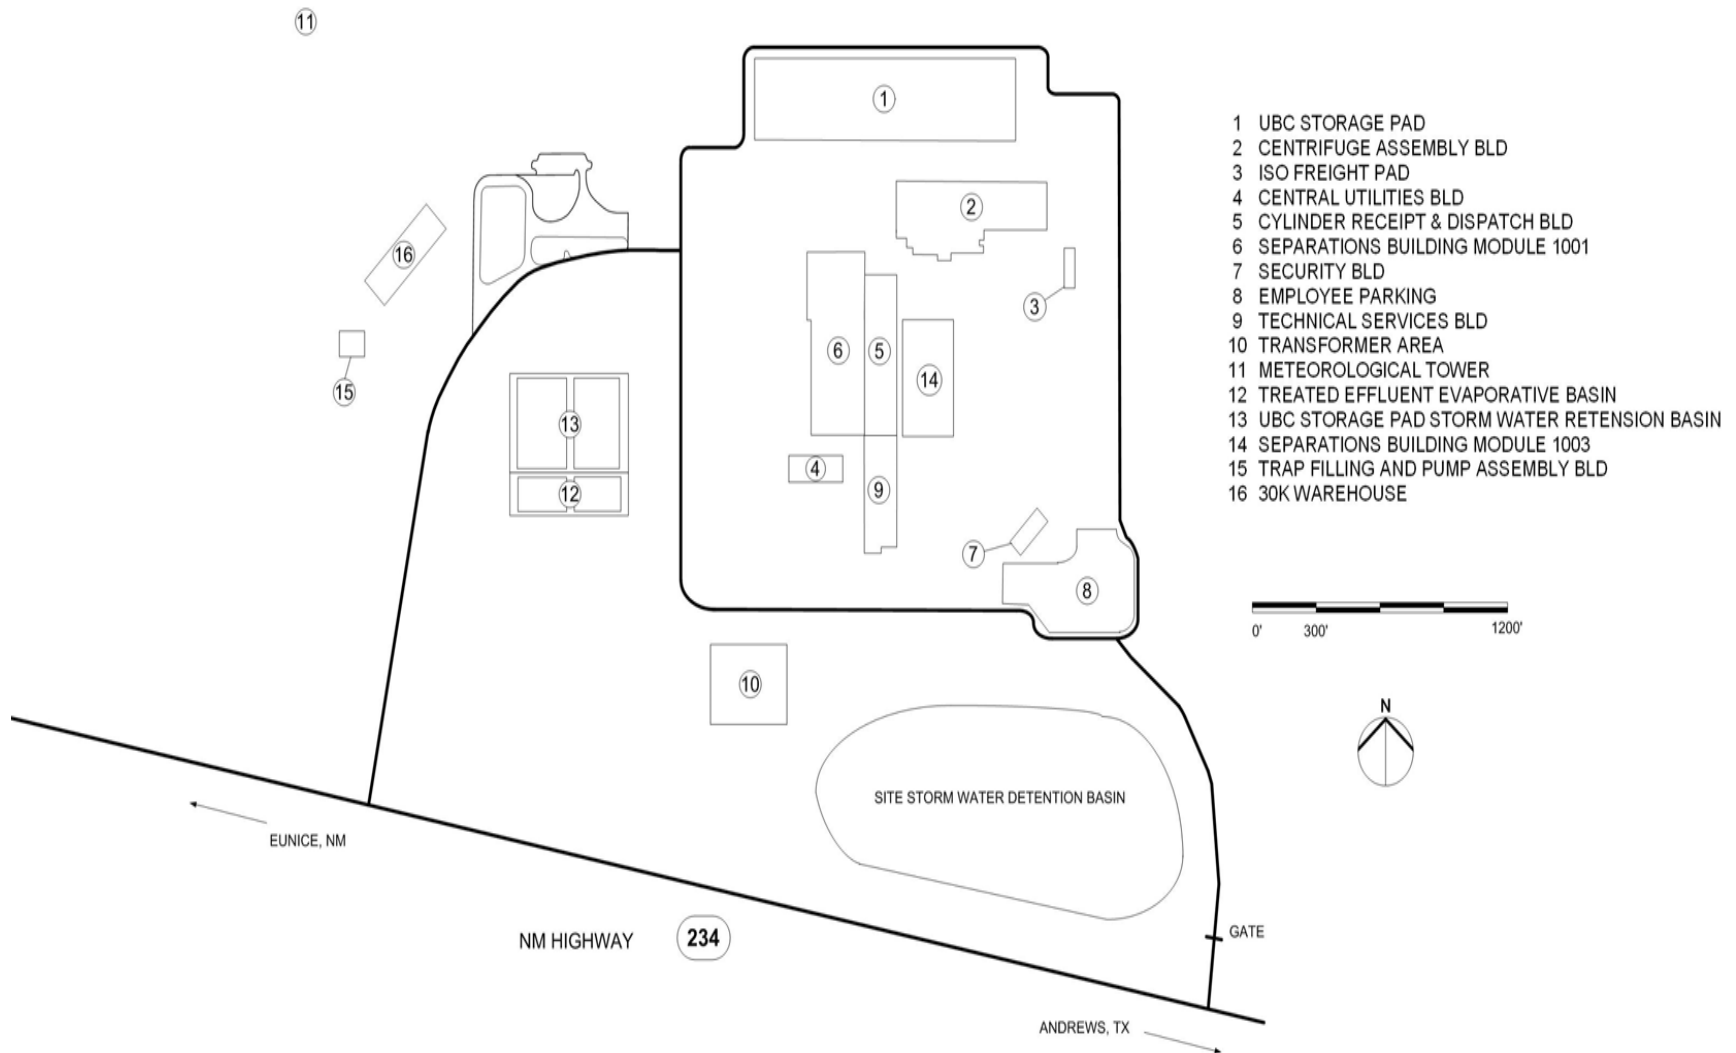 11
1
2
3
16
15
6
5
14
13
12
4
9
7
8
10
1 UBC STORAGE PAD
2 CENTRIFUGE ASSEMBLY BLD
3 ISO FREIGHT PAD
4 CENTRAL UTILITIES BLD
5 CYLINDER RECEIPT & DISPATCH BLD
6 SEPARATIONS BUILDING MODULE 1001
7 SECURITY BLD
8 EMPLOYEE PARKING
9 TECHNICAL SERVICES BLD
10 TRANSFORMER AREA
11 METEOROLOGICAL TOWER
12 TREATED EFFLUENT EVAPORATIVE BASIN
13 UBC STORAGE PAD STORM WATER RETENSION BASIN
14 SEPARATIONS BUILDING MODULE 1003
15 TRAP FILLING AND PUMP ASSEMBLY BLD
16 30K WAREHOUSE
0' 300' 1200'
N
SITE STORM WATER DETENTION BASIN
EUNICE, NM
NM HIGHWAY 234
GATE
ANDREWS, TX